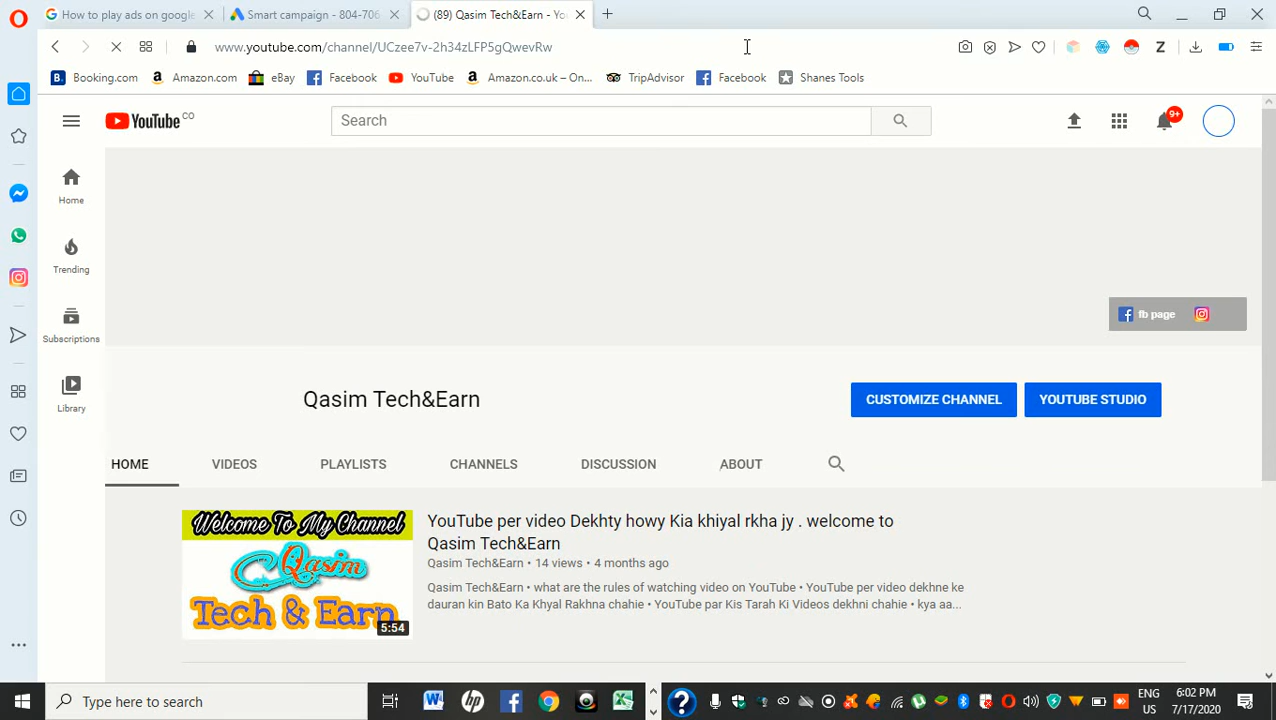 How to play ads on google
Smart campaign - 804-706
(89) Qasim Tech&Earn - Yo
www.youtube.com/channel/UCzee7v-2h34zLFP5gQwevRw
Booking.com
Amazon.com
eBay
Facebook
YouTube
Amazon.co.uk – On...
TripAdvisor
Facebook
Shanes Tools
YouTube CO
Search
9+
Home
Trending
Subscriptions
Library
fb page
Qasim Tech&Earn
CUSTOMIZE CHANNEL
YOUTUBE STUDIO
HOME
VIDEOS
PLAYLISTS
CHANNELS
DISCUSSION
ABOUT
Welcome To My Channel
Qasim
Tech & Earn
5:54
YouTube per video Dekhty howy Kia khiyal rkha jy . welcome to
Qasim Tech&Earn
Qasim Tech&Earn • 14 views • 4 months ago
Qasim Tech&Earn • what are the rules of watching video on YouTube • YouTube per video dekhne ke
dauran kin Bato Ka Khyal Rakhna chahie • YouTube par Kis Tarah Ki Videos dekhni chahie • kya aa...
Type here to search
ENG
US
6:02 PM
7/17/2020